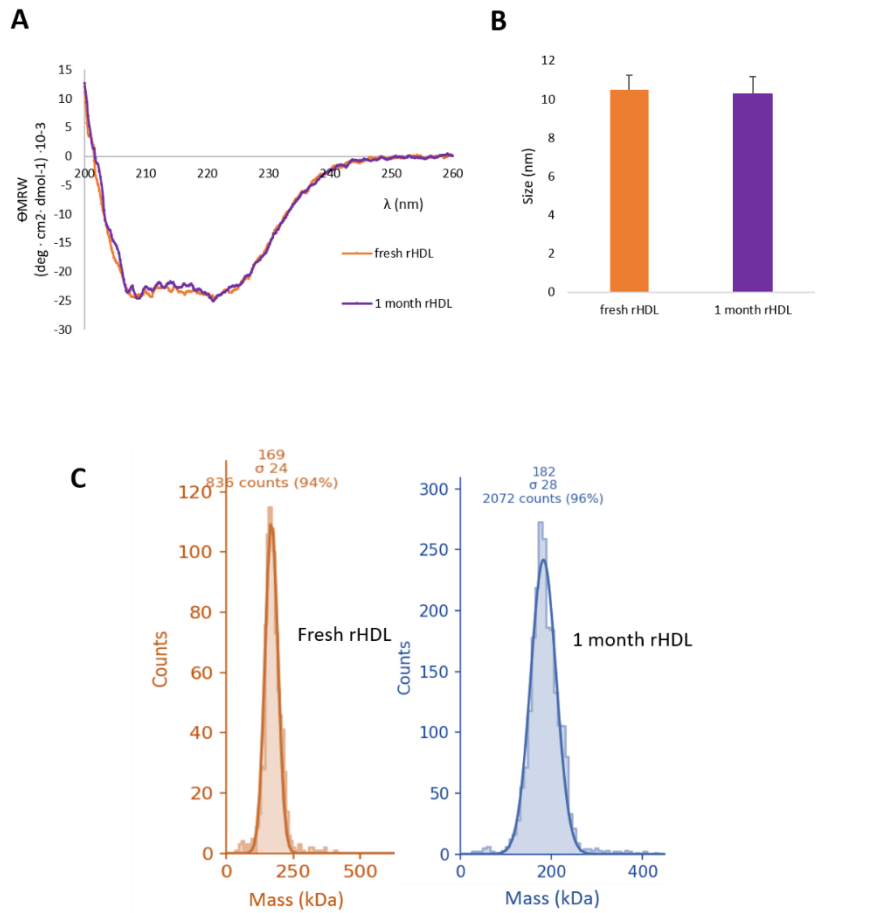 A
15
10
5
0
-5
-10
-15
-20
-25
-30
200
210
220
230
240
250
260
λ (nm)
ΘMRW
(deg · cm2· dmol-1) ·10-3
fresh rHDL
1 month rHDL
B
12
10
8
6
4
2
0
Size (nm)
fresh rHDL
1 month rHDL
C
169
σ 24
836 counts (94%)
120
100
80
60
40
20
0
Counts
Fresh rHDL
0
250
500
Mass (kDa)
182
σ 28
2072 counts (96%)
300
250
200
150
100
50
0
Counts
1 month rHDL
0
200
400
Mass (kDa)